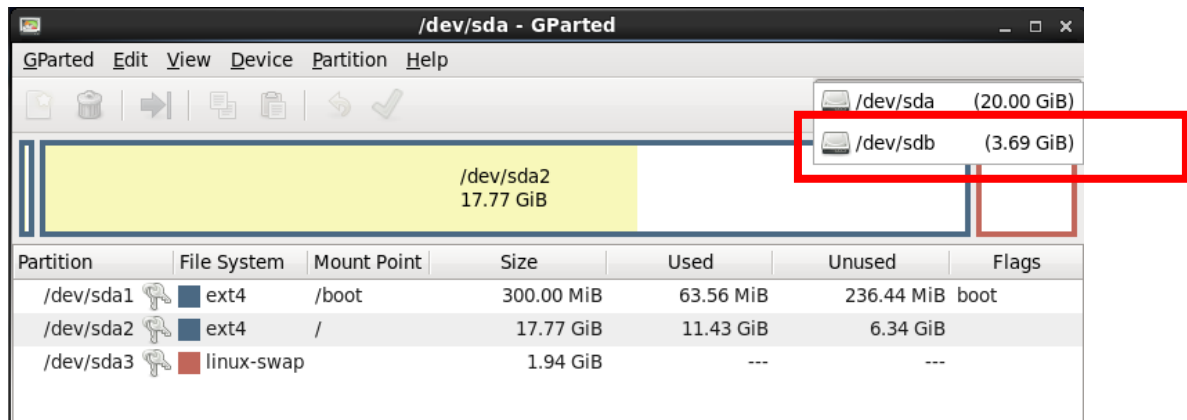 /dev/sda - GParted
GParted Edit View Device Partition Help
/dev/sda (20.00 GiB)
/dev/sdb (3.69 GiB)
/dev/sda2
17.77 GiB
Partition File System Mount Point Size Used Unused Flags
/dev/sda1 ext4 /boot 300.00 MiB 63.56 MiB 236.44 MiB boot
/dev/sda2 ext4 / 17.77 GiB 11.43 GiB 6.34 GiB
/dev/sda3 linux-swap 1.94 GiB --- ---